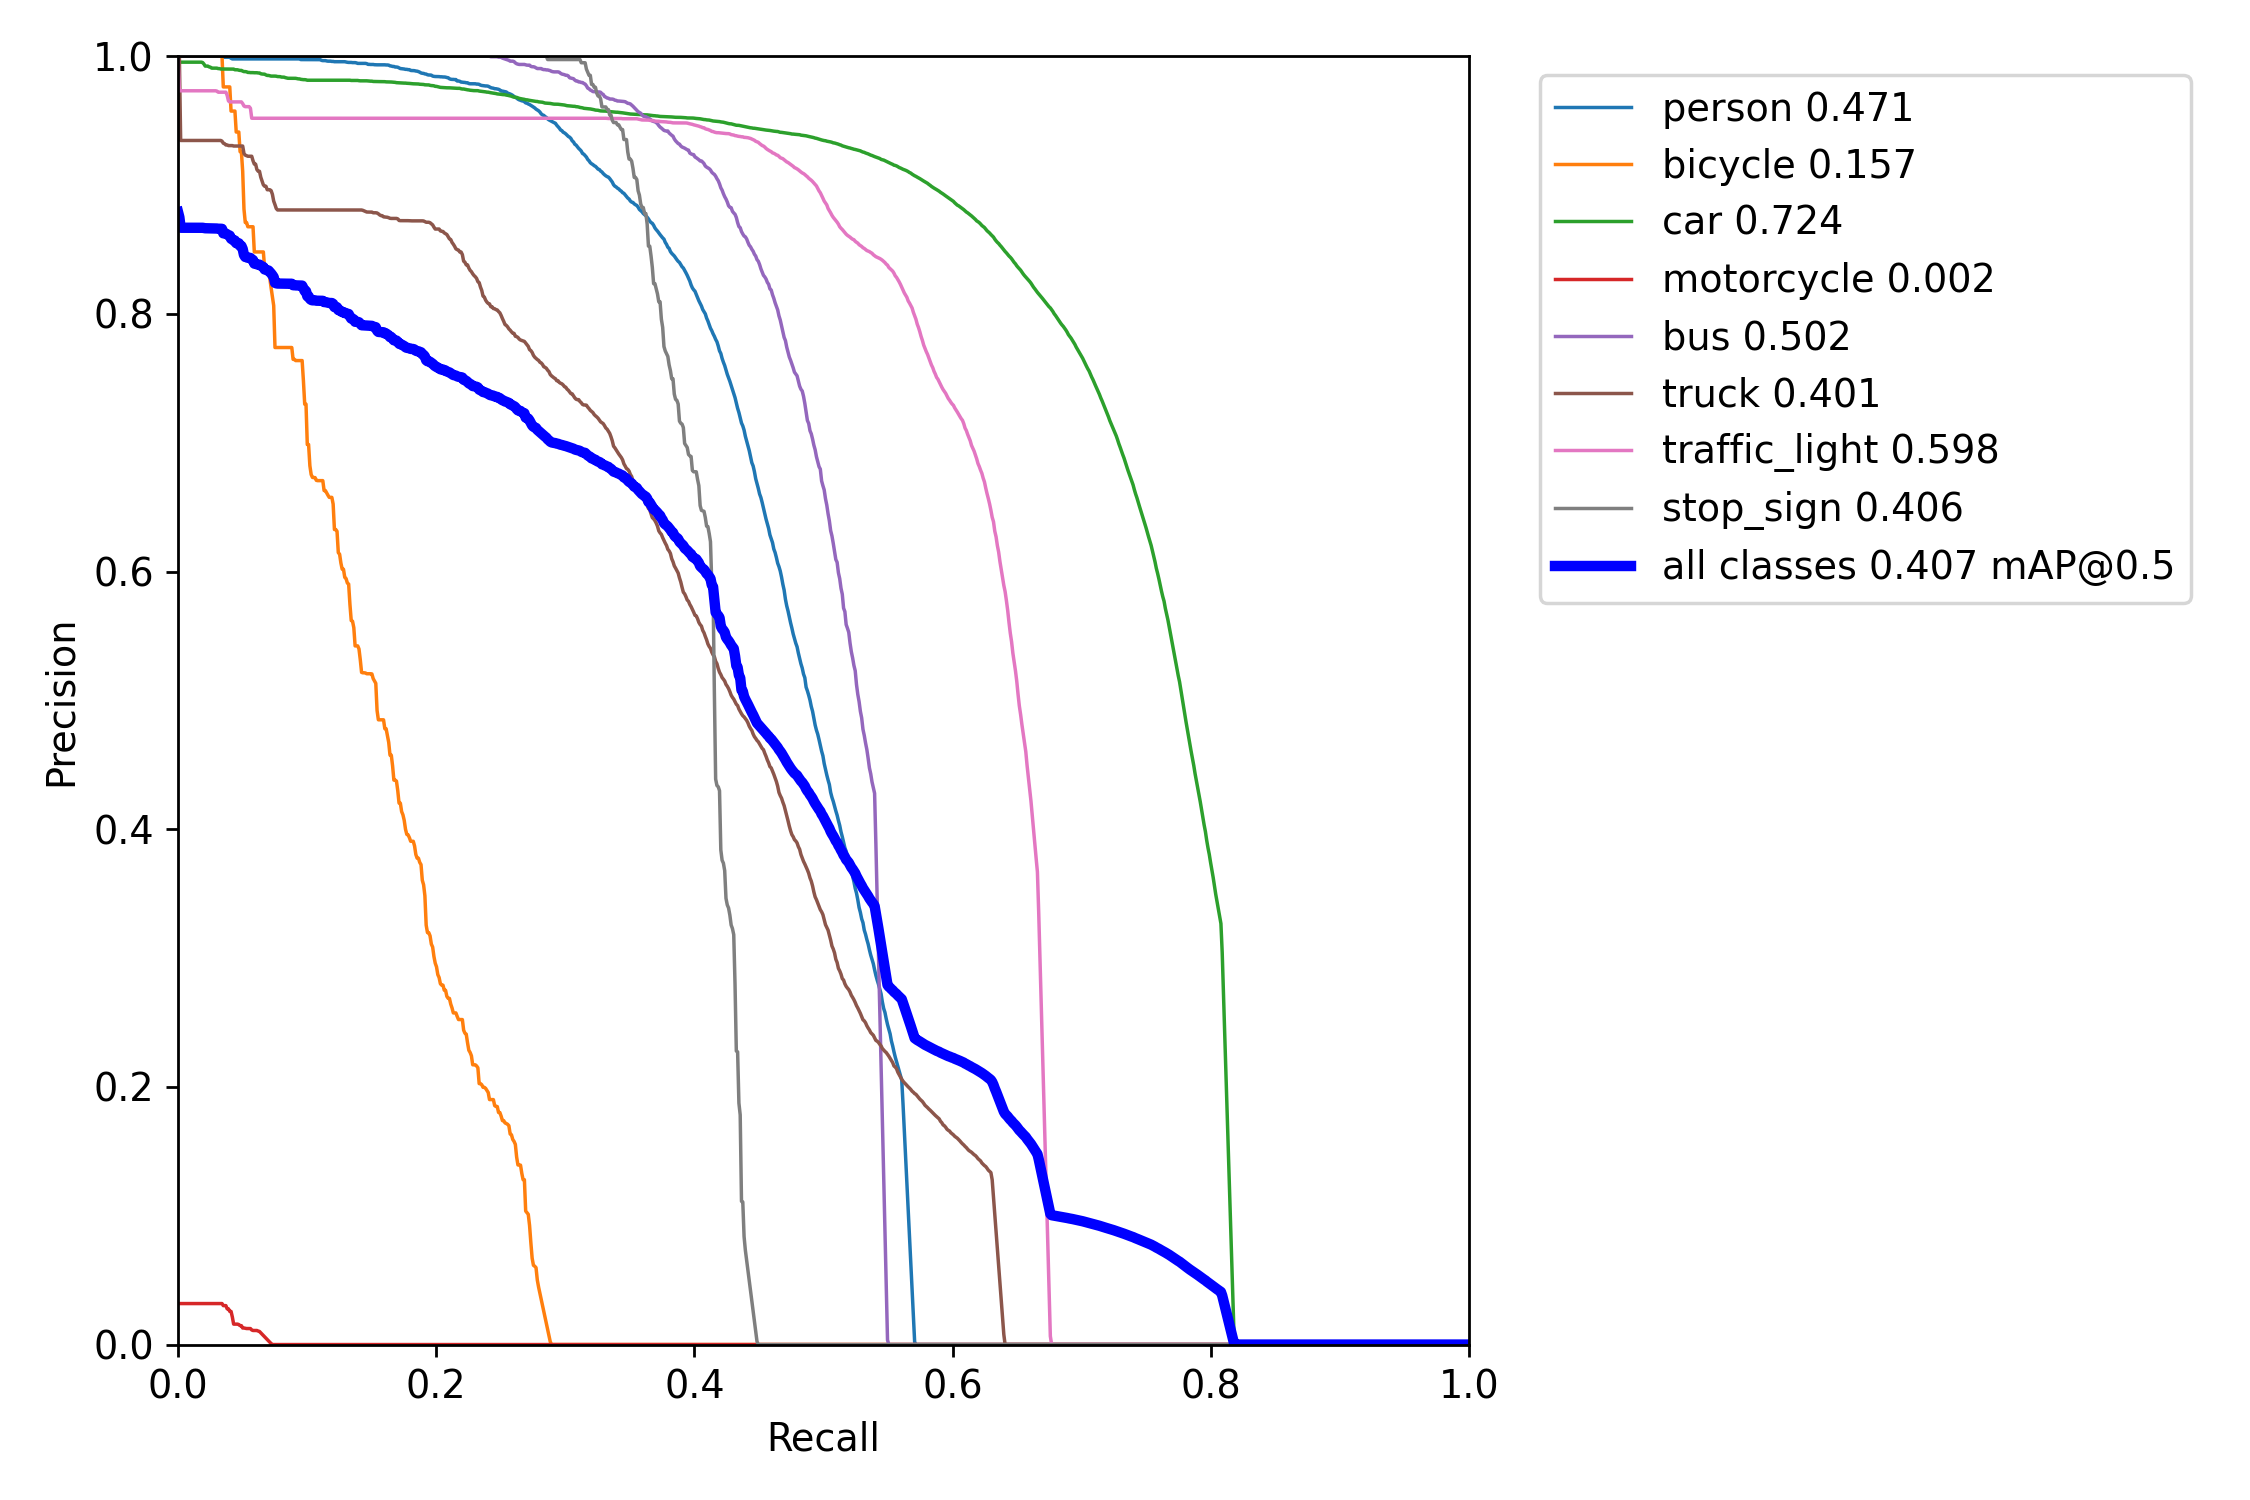 1.0
0.8
0.6
0.4
0.2
0.0
Precision
0.0 0.2 0.4 0.6 0.8 1.0
Recall
person 0.471
bicycle 0.157
car 0.724
motorcycle 0.002
bus 0.502
truck 0.401
traffic_light 0.598
stop_sign 0.406
all classes 0.407 mAP@0.5